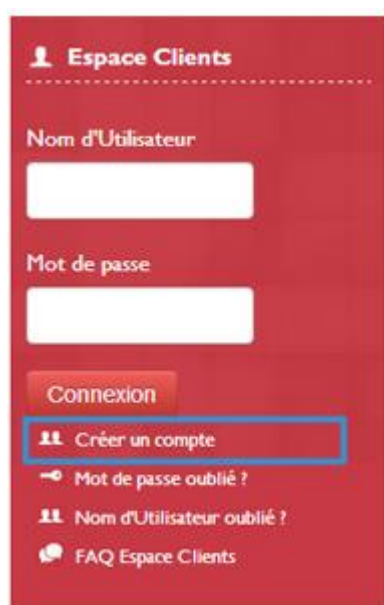 Espace Clients
Nom d'Utilisateur
Mot de passe
Connexion
Créer un compte
Mot de passe oublié ?
Nom d'Utilisateur oublié ?
FAQ Espace Clients